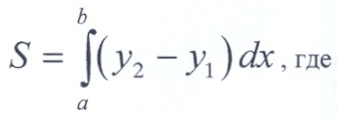 S = ∫ₐᵇ (y₂ − y₁) dx , где